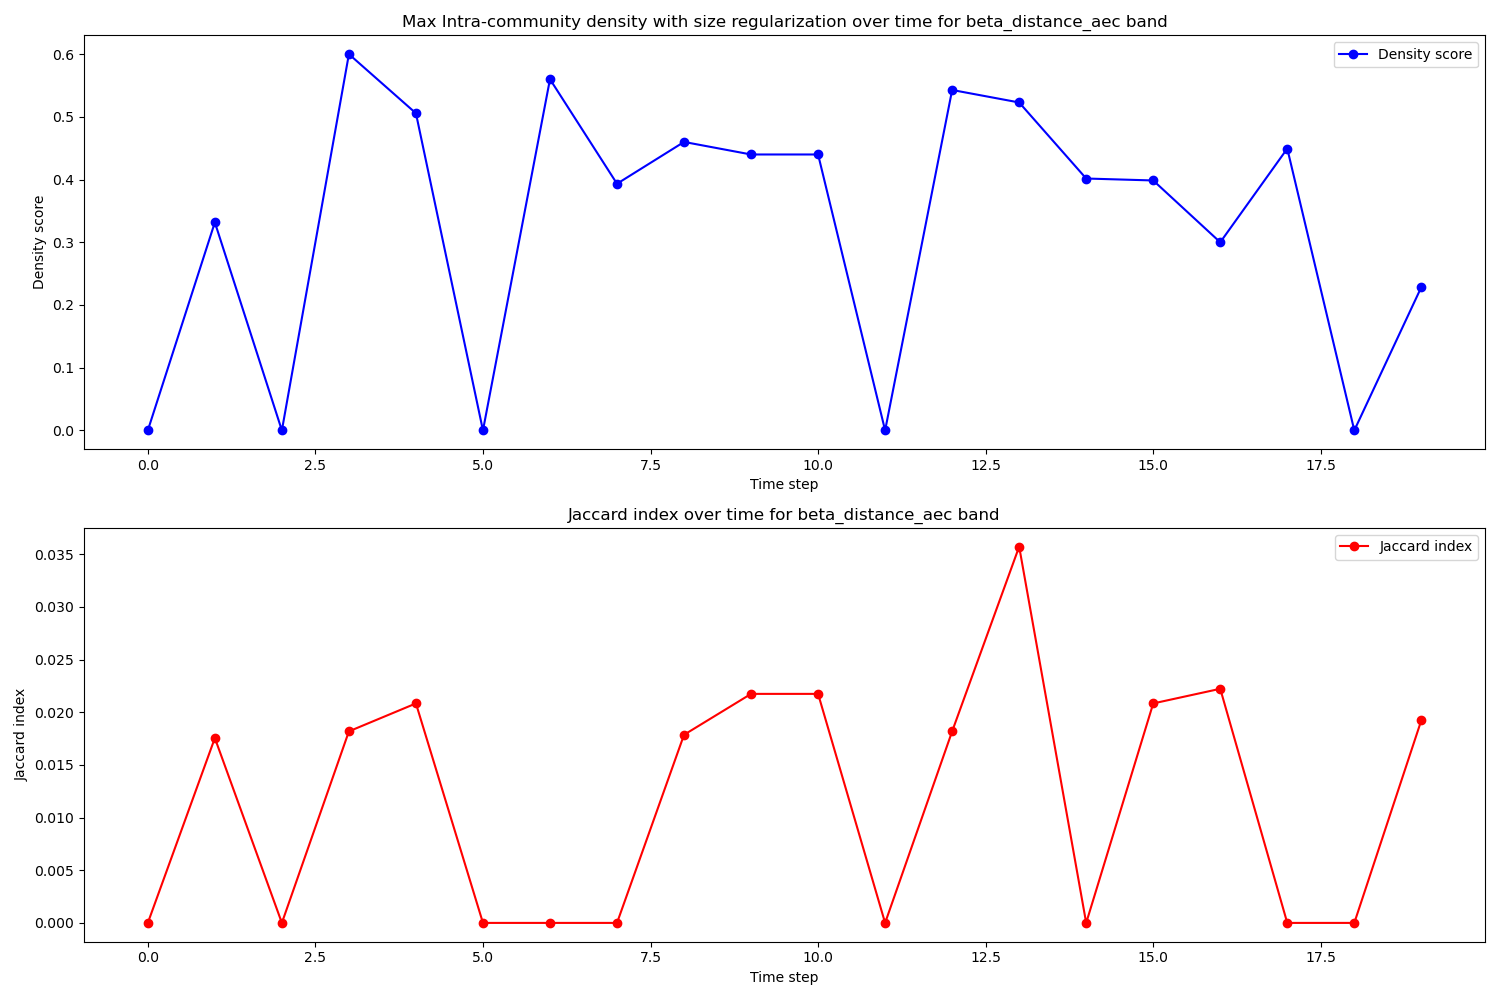 Max Intra-community density with size regularization over time for beta_distance_aec band
Density score
0.6
0.5
0.4
0.3
0.2
0.1
0.0
Density score
0.0 2.5 5.0 7.5 10.0 12.5 15.0 17.5
Time step
Jaccard index over time for beta_distance_aec band
Jaccard index
0.035
0.030
0.025
0.020
0.015
0.010
0.005
0.000
Jaccard index
0.0 2.5 5.0 7.5 10.0 12.5 15.0 17.5
Time step